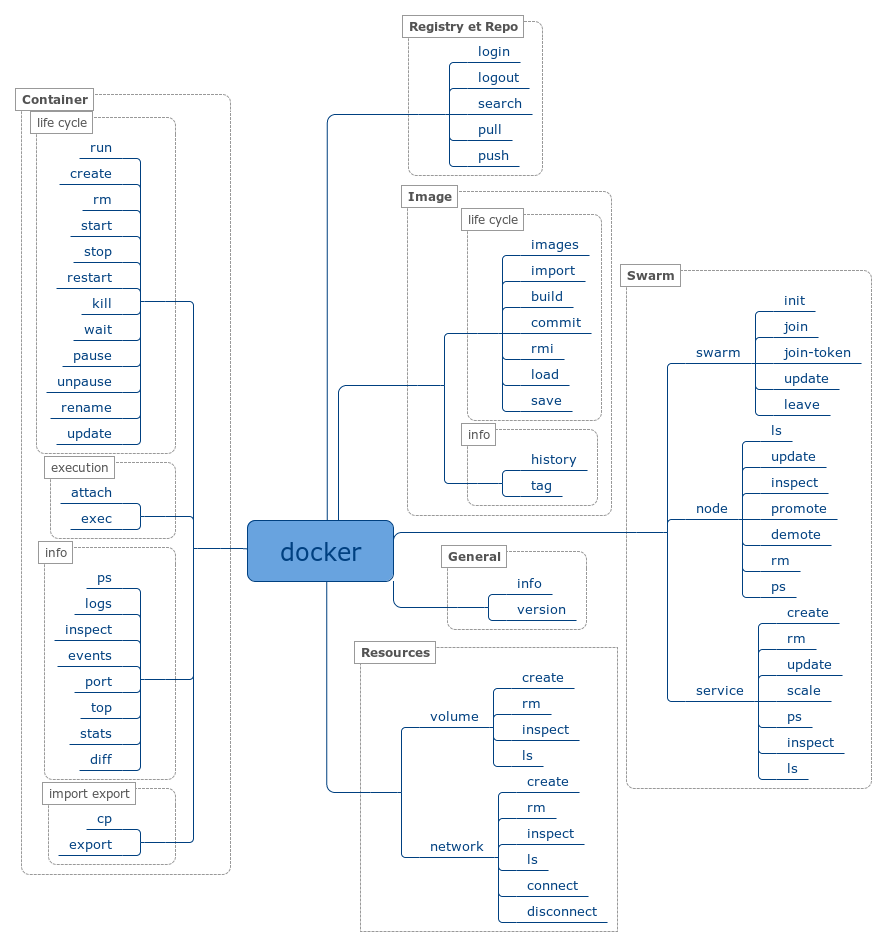 Registry et Repo
login
logout
search
pull
push
Container
life cycle
run
create
rm
start
stop
restart
kill
wait
pause
unpause
rename
update
execution
attach
exec
info
ps
logs
inspect
events
port
top
stats
diff
import export
cp
export
docker
Image
life cycle
images
import
build
commit
rmi
load
save
info
history
tag
General
info
version
Resources
volume
create
rm
inspect
ls
network
create
rm
inspect
ls
connect
disconnect
Swarm
swarm
init
join
join-token
update
leave
node
ls
update
inspect
promote
demote
rm
ps
service
create
rm
update
scale
ps
inspect
ls